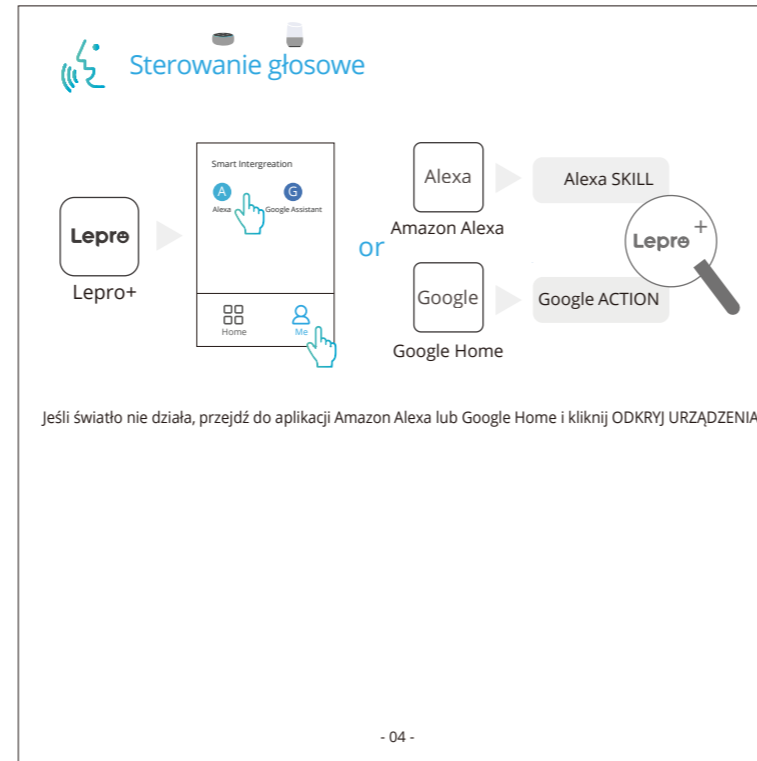 Sterowanie głosowe
Smart Intergreation
A
G
Alexa
Google Assistant
Home
Me
Lepro
Lepro+
or
Alexa
Amazon Alexa
Alexa SKILL
Google
Google Home
Google ACTION
Lepro+
Jeśli światło nie działa, przejdź do aplikacji Amazon Alexa lub Google Home i kliknij ODKRYJ URZĄDZENIA
- 04 -